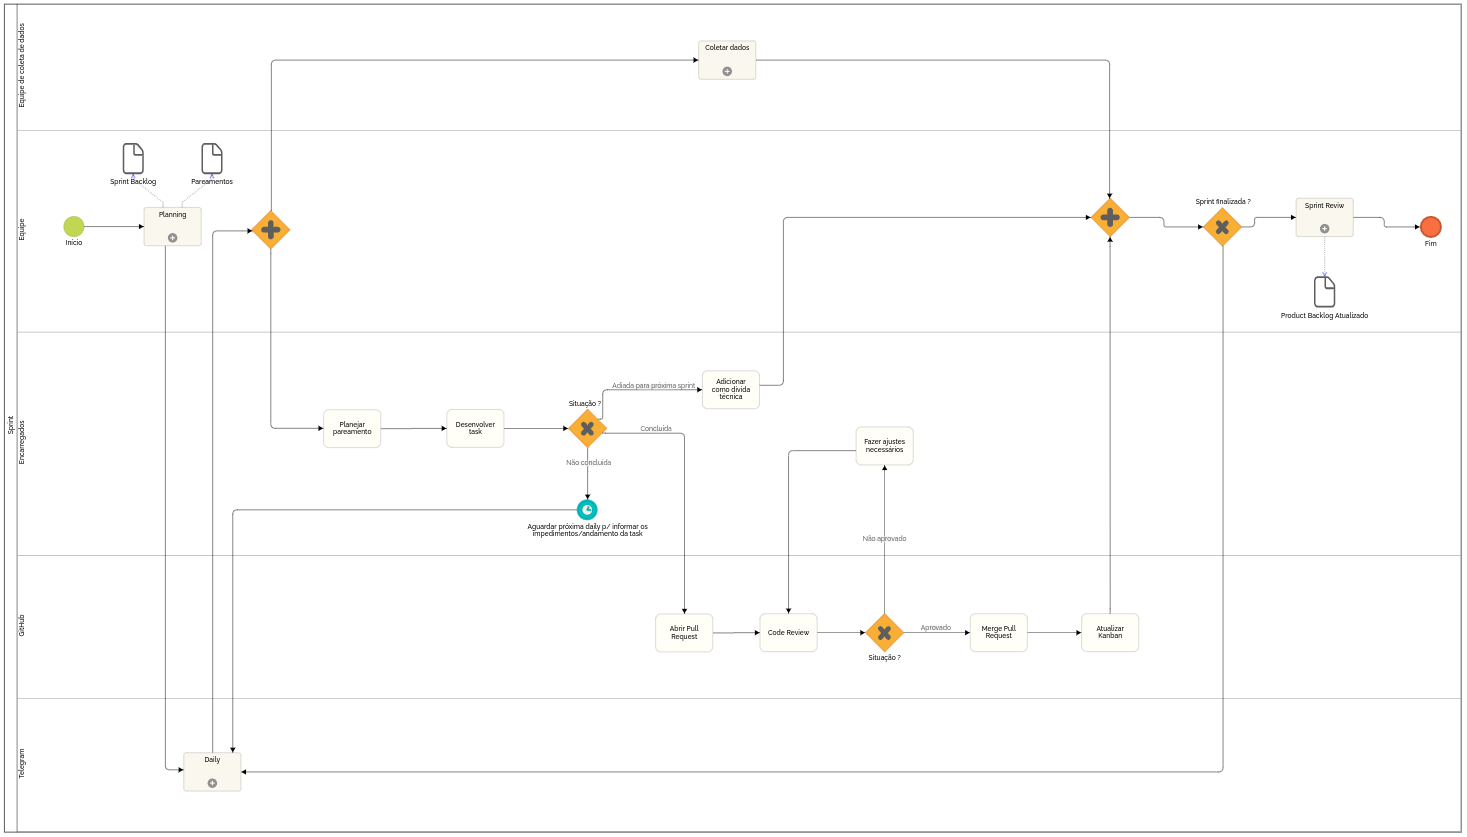 Sprint
Equipe de coleta de dados
Coletar dados
Equipe
Sprint Backlog
Pareamentos
Início
Planning
Sprint finalizada ?
Sprint Reviw
Fim
Product Backlog Atualizado
Encarregados
Planejar
pareamento
Desenvolver
task
Situação ?
Adiada para próxima sprint
Adicionar
como dívida
técnica
Concluída
Não concluída
Aguardar próxima daily p/ informar os
impedimentos/andamento da task
Fazer ajustes
necessários
Não aprovado
GitHub
Abrir Pull
Request
Code Review
Situação ?
Aprovado
Merge Pull
Request
Atualizar
Kanban
Telegram
Daily